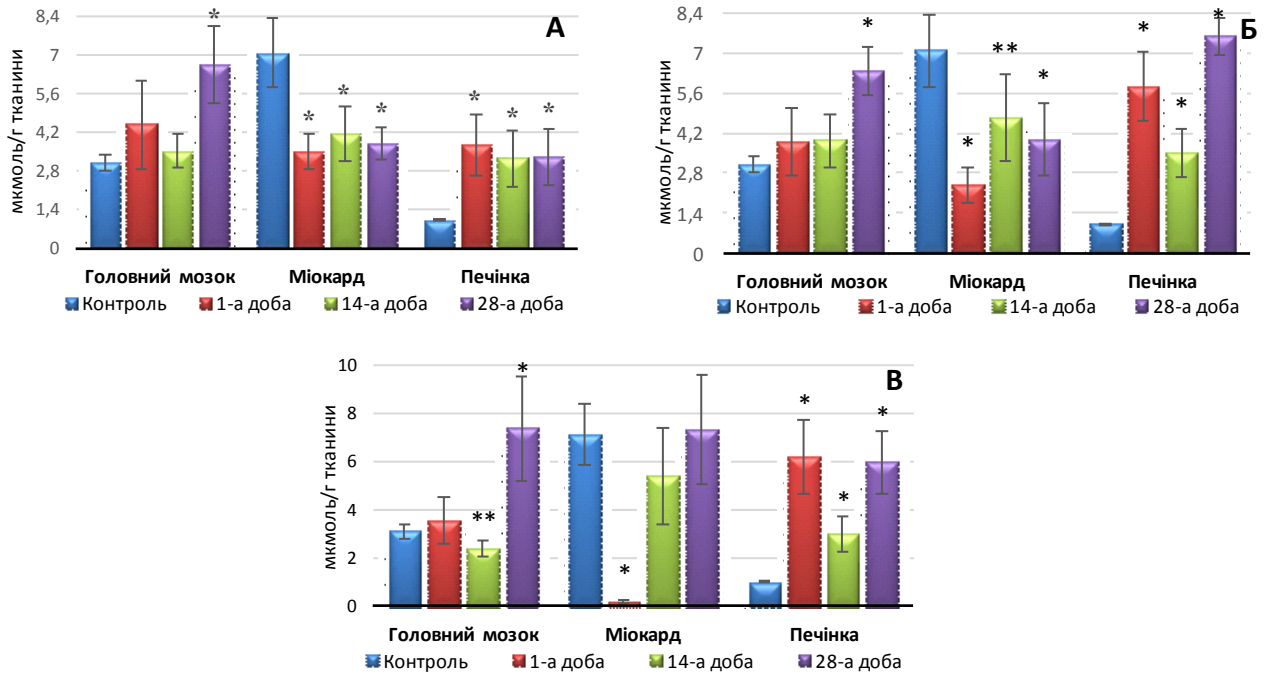 А
мкмоль/г тканини
8,4
7
5,6
4,2
2,8
1,4
0
* * * * * * *
Головний мозок Міокард Печінка
Контроль 1-а доба 14-а доба 28-а доба
Б
мкмоль/г тканини
8,4
7
5,6
4,2
2,8
1,4
0
* * ** * * * *
Головний мозок Міокард Печінка
Контроль 1-а доба 14-а доба 28-а доба
В
мкмоль/г тканини
10
8
6
4
2
0
** * * * * *
Головний мозок Міокард Печінка
Контроль 1-а доба 14-а доба 28-а доба